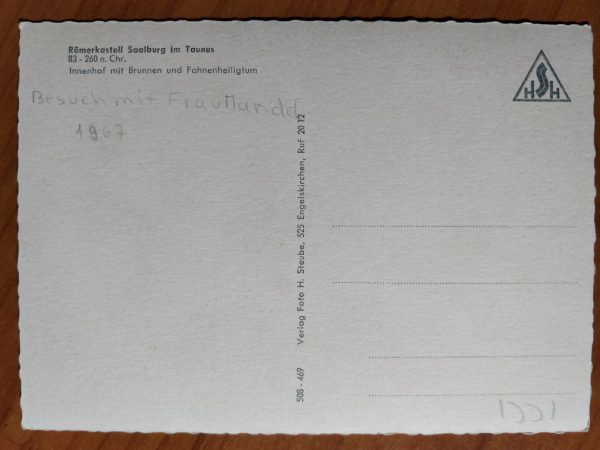 Römerkastell Saalburg im Taunus
83 - 260 n. Chr.
Innenhof mit Brunnen und Fahnenheiligtum
Besuch mit Frau Mandel
1967
HSH
508 - 469 Verlag Foto H. Steube, 525 Engelskirchen, Ruf 20 12